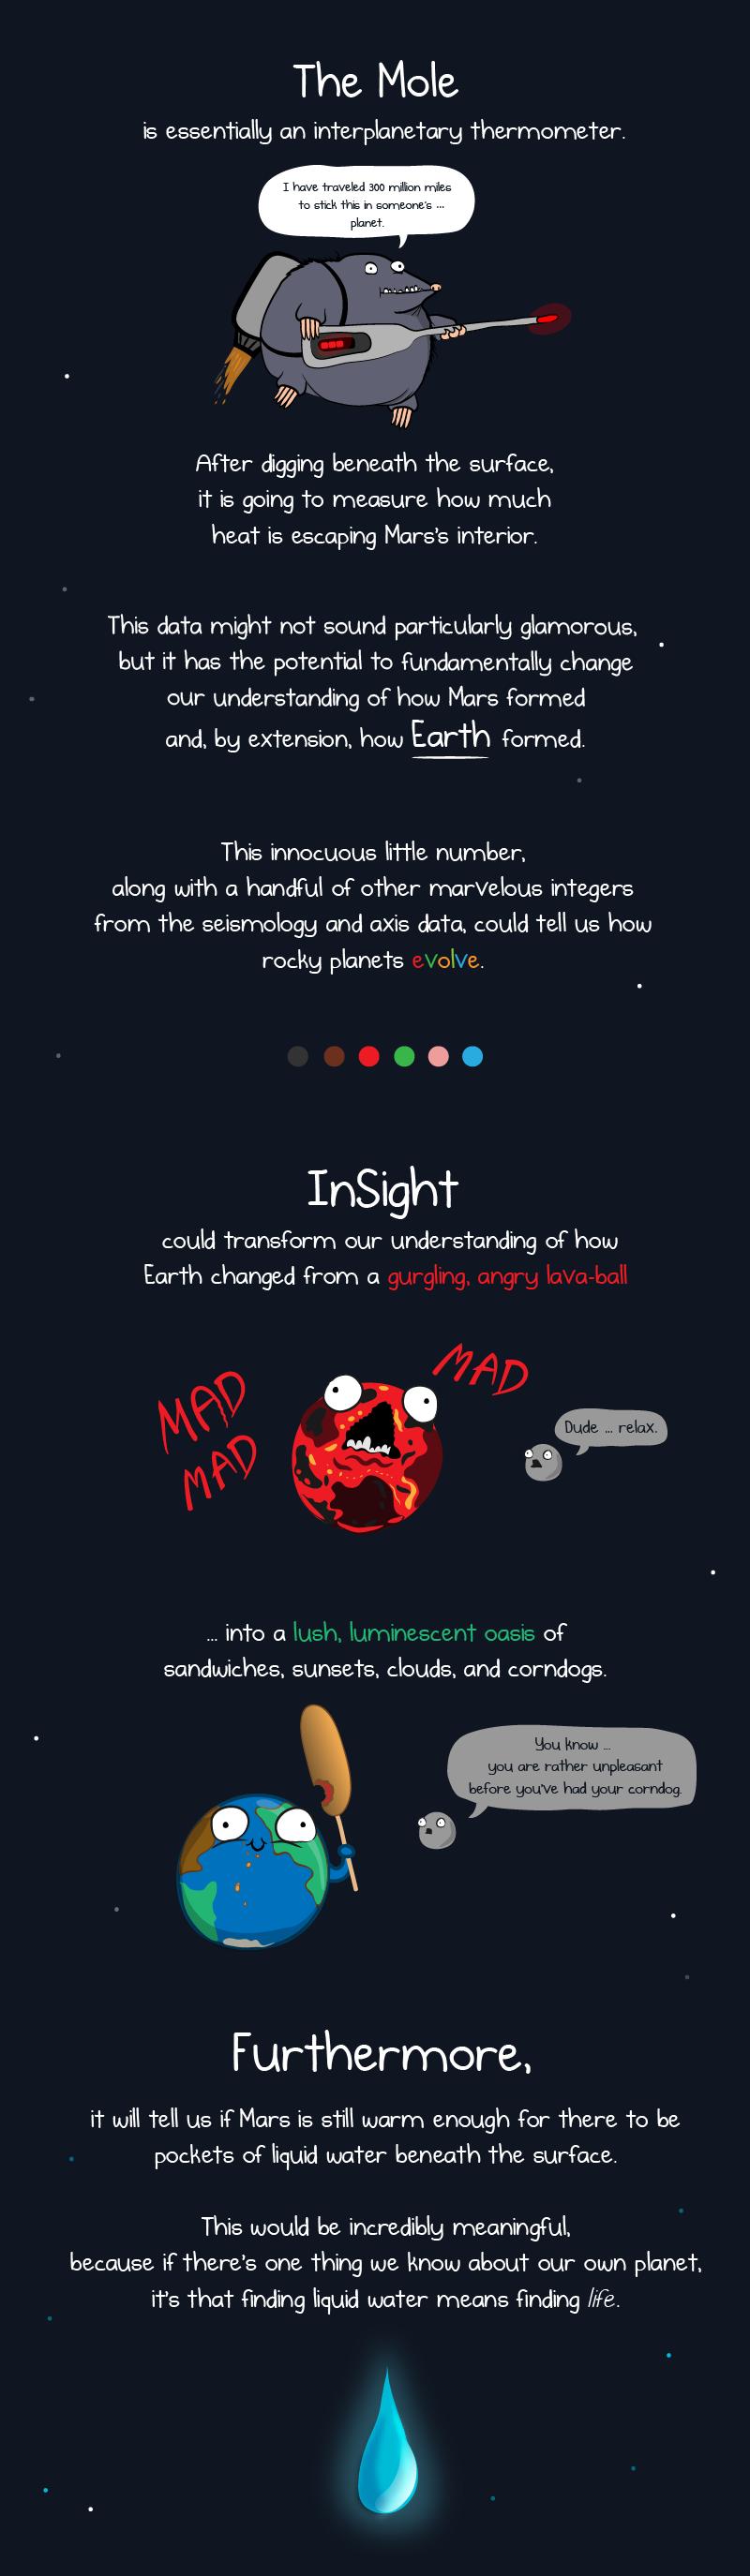 The Mole
is essentially an interplanetary thermometer.
I have traveled 300 million miles
to stick this in someone's ...
planet.
After digging beneath the surface,
it is going to measure how much
heat is escaping Mars's interior.
This data might not sound particularly glamorous,
but it has the potential to fundamentally change
our understanding of how Mars formed
and, by extension, how Earth formed.
This innocuous little number,
along with a handful of other marvelous integers
from the seismology and axis data, could tell us how
rocky planets evolve.
InSight
could transform our understanding of how
Earth changed from a gurgling, angry lava-ball
MAD
MAD
MAD
Dude ... relax.
... into a lush, luminescent oasis of
sandwiches, sunsets, clouds, and corndogs.
You know ...
you are rather unpleasant
before you've had your corndog.
Furthermore,
it will tell us if Mars is still warm enough for there to be
pockets of liquid water beneath the surface.
This would be incredibly meaningful,
because if there's one thing we know about our own planet,
it's that finding liquid water means finding life.